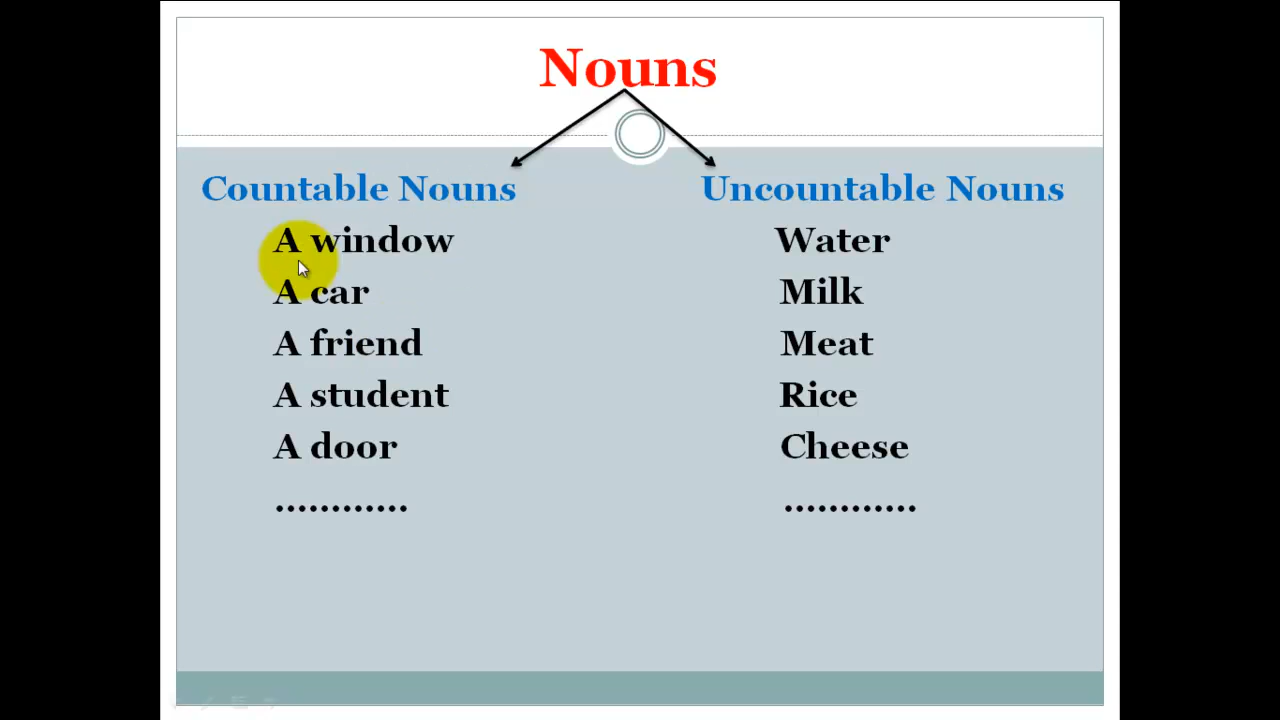 Nouns
Countable Nouns
A window
A car
A friend
A student
A door
............
Uncountable Nouns
Water
Milk
Meat
Rice
Cheese
............